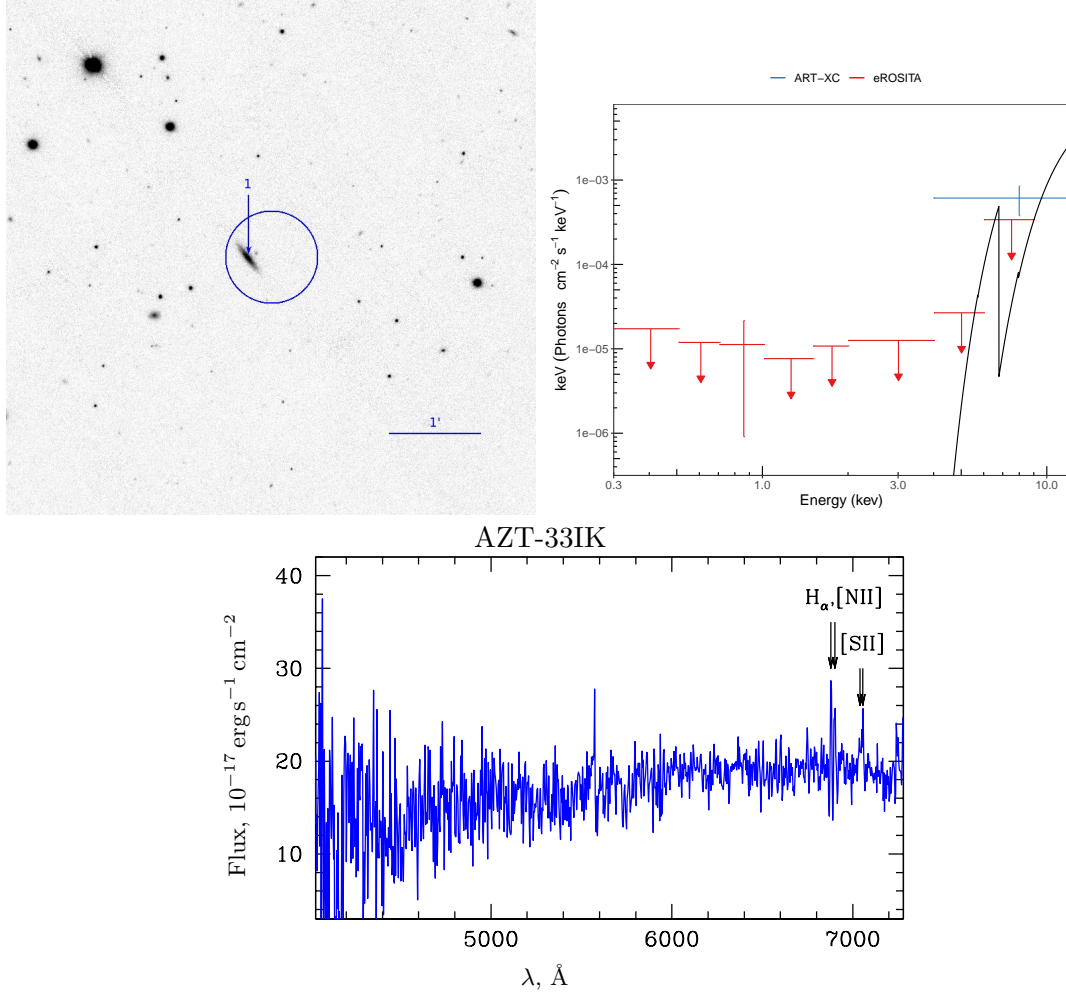 1
1'
ART−XC eROSITA
keV (Photons cm⁻² s⁻¹ keV⁻¹)
1e−03
1e−04
1e−05
1e−06
0.3 1.0 3.0 10.0
Energy (kev)
AZT-33IK
Flux, 10⁻¹⁷ erg s⁻¹ cm⁻²
40
30
20
10
Hα,[NII]
[SII]
5000 6000 7000
λ, Å